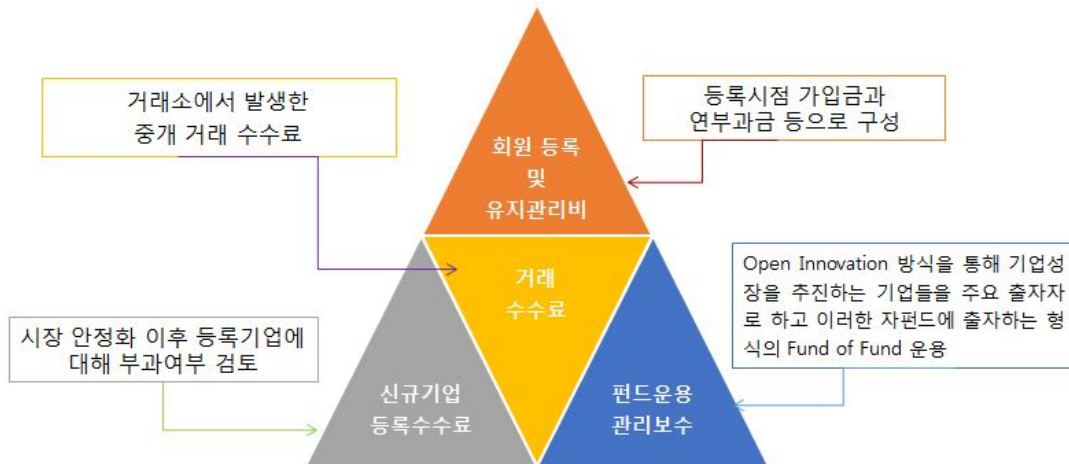 거래소에서 발생한
중개 거래 수수료
등록시점 가입금과
연부과금 등으로 구성
회원 등록
및
유지관리비
거래
수수료
Open Innovation 방식을 통해 기업성
장을 추진하는 기업들을 주요 출자자
로 하고 이러한 자펀드에 출자하는 형
식의 Fund of Fund 운용
시장 안정화 이후 등록기업에
대해 부과여부 검토
신규기업
등록수수료
펀드운용
관리보수